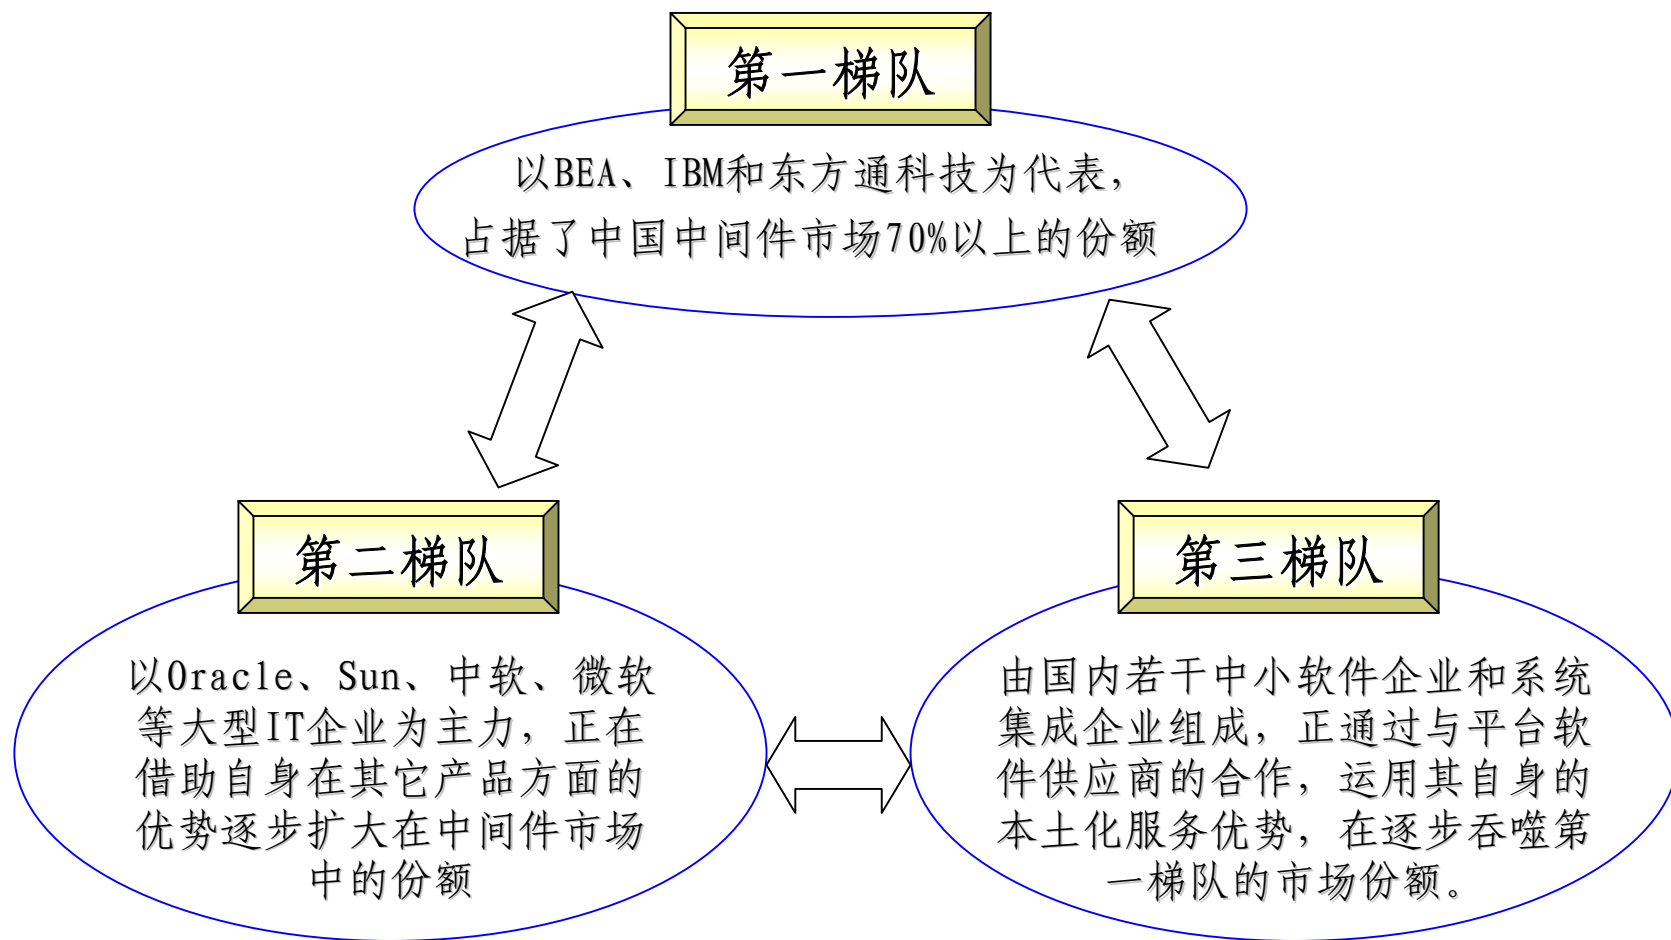 第一梯队
以BEA、IBM和东方通科技为代表，
占据了中国中间件市场70%以上的份额
第二梯队
以Oracle、Sun、中软、微软
等大型IT企业为主力，正在
借助自身在其它产品方面的
优势逐步扩大在中间件市场
中的份额
第三梯队
由国内若干中小软件企业和系统
集成企业组成，正通过与平台软
件供应商的合作，运用其自身的
本土化服务优势，在逐步吞噬第
一梯队的市场份额。